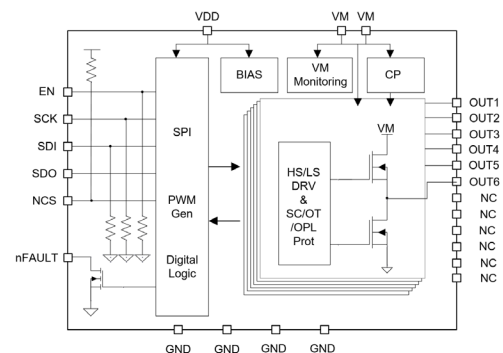 VDD
VM VM
BIAS
VM
Monitoring
CP
EN
SCK
SDI
SDO
NCS
nFAULT
SPI
PWM
Gen
Digital
Logic
VM
HS/LS
DRV
&
SC/OT
/OPL
Prot
OUT1
OUT2
OUT3
OUT4
OUT5
OUT6
NC
NC
NC
NC
NC
NC
GND GND GND GND